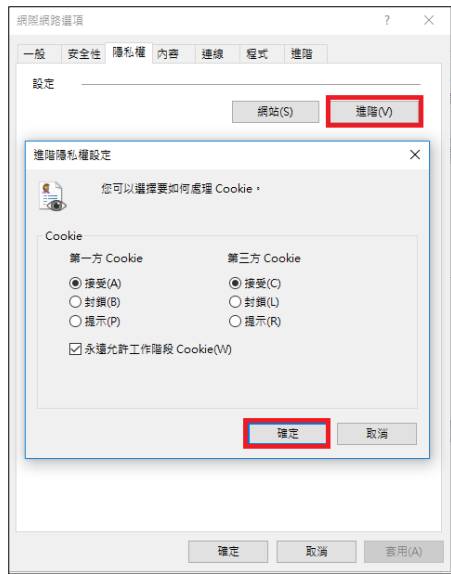 網際網路選項 ?
一般 安全性 隱私權 內容 連線 程式 進階
設定
網站(S) 進階(V)
進階隱私權設定
您可以選擇要如何處理 Cookie。
Cookie
第一方 Cookie 第三方 Cookie
接受(A) 接受(C)
封鎖(B) 封鎖(L)
提示(P) 提示(R)
永遠允許工作階段 Cookie(W)
確定 取消
確定 取消 套用(A)